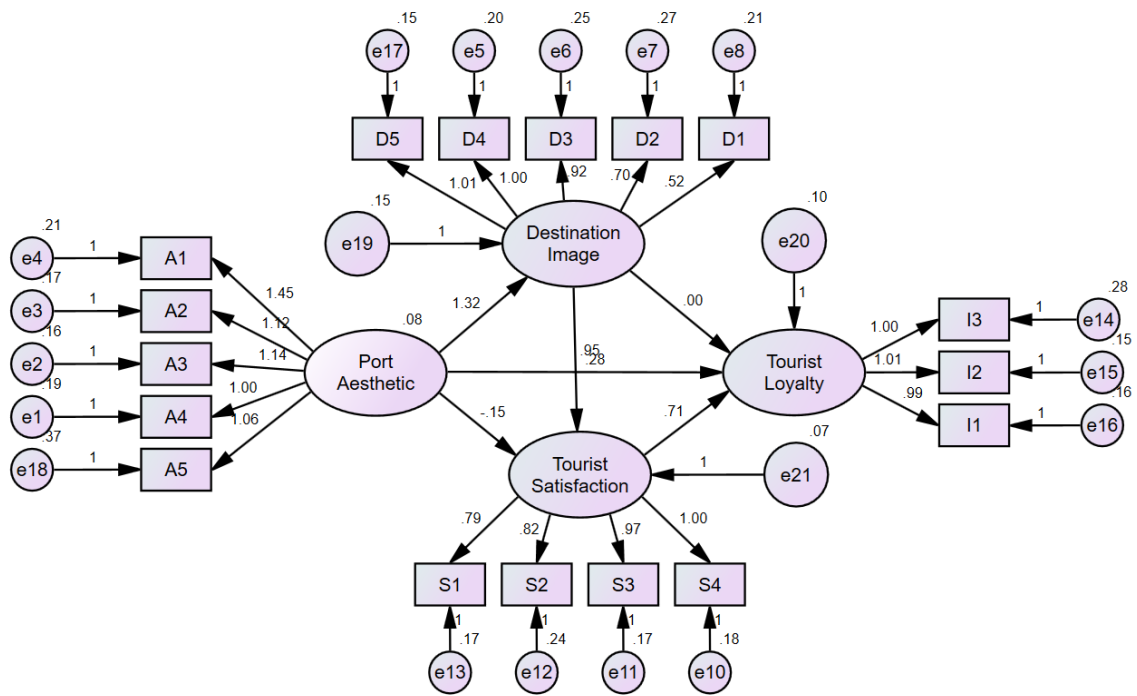 .15 .20 .25 .27 .21
e17 e5 e6 e7 e8
1 1 1 1 1
D5 D4 D3 D2 D1
1.01 1.00 .92 .70 .52
.15 .10
e19 1 Destination Image e20
1
.21
e4 1 A1
.17
e3 1 A2
.16
e2 1 A3
.19
e1 1 A4
.37
e18 1 A5
1.45
1.12
1.14
1.00
1.06
.08
Port
Aesthetic
1.32
.00
.95
.28
-.15
.71
Tourist
Loyalty
1.00
1.01
.99
.28
I3 1 e14
.15
I2 1 e15
.16
I1 1 e16
Tourist
Satisfaction
.07
1 e21
.79 .82 .97 1.00
S1 S2 S3 S4
1 1 1 1
.17 .24 .17 .18
e13 e12 e11 e10